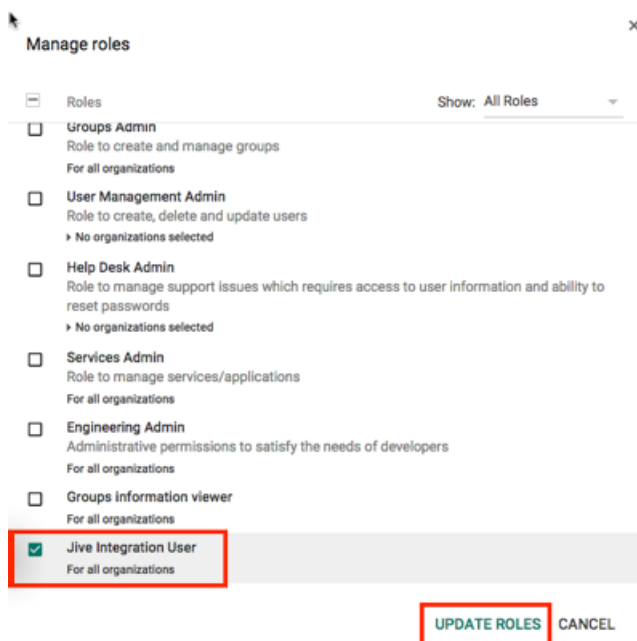 Manage roles
Roles
Show: All Roles
Groups Admin
Role to create and manage groups
For all organizations
User Management Admin
Role to create, delete and update users
No organizations selected
Help Desk Admin
Role to manage support issues which requires access to user information and ability to
reset passwords
No organizations selected
Services Admin
Role to manage services/applications
For all organizations
Engineering Admin
Administrative permissions to satisfy the needs of developers
For all organizations
Groups information viewer
For all organizations
Jive Integration User
For all organizations
UPDATE ROLES CANCEL